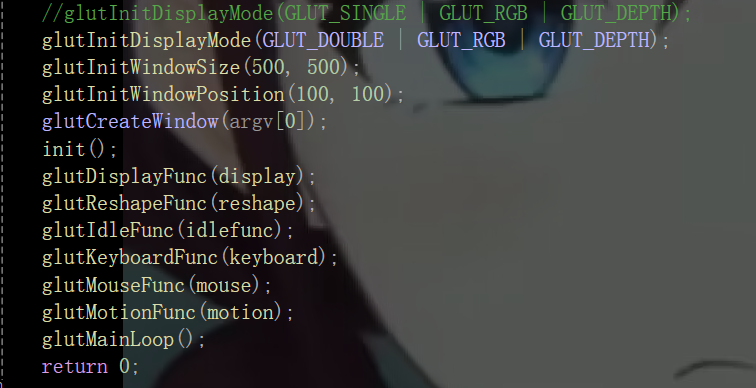 //glutInitDisplayMode(GLUT_SINGLE | GLUT_RGB | GLUT_DEPTH);
glutInitDisplayMode(GLUT_DOUBLE | GLUT_RGB | GLUT_DEPTH);
glutInitWindowSize(500, 500);
glutInitWindowPosition(100, 100);
glutCreateWindow(argv[0]);
init();
glutDisplayFunc(display);
glutReshapeFunc(reshape);
glutIdleFunc(idlefunc);
glutKeyboardFunc(keyboard);
glutMouseFunc(mouse);
glutMotionFunc(motion);
glutMainLoop();
return 0;